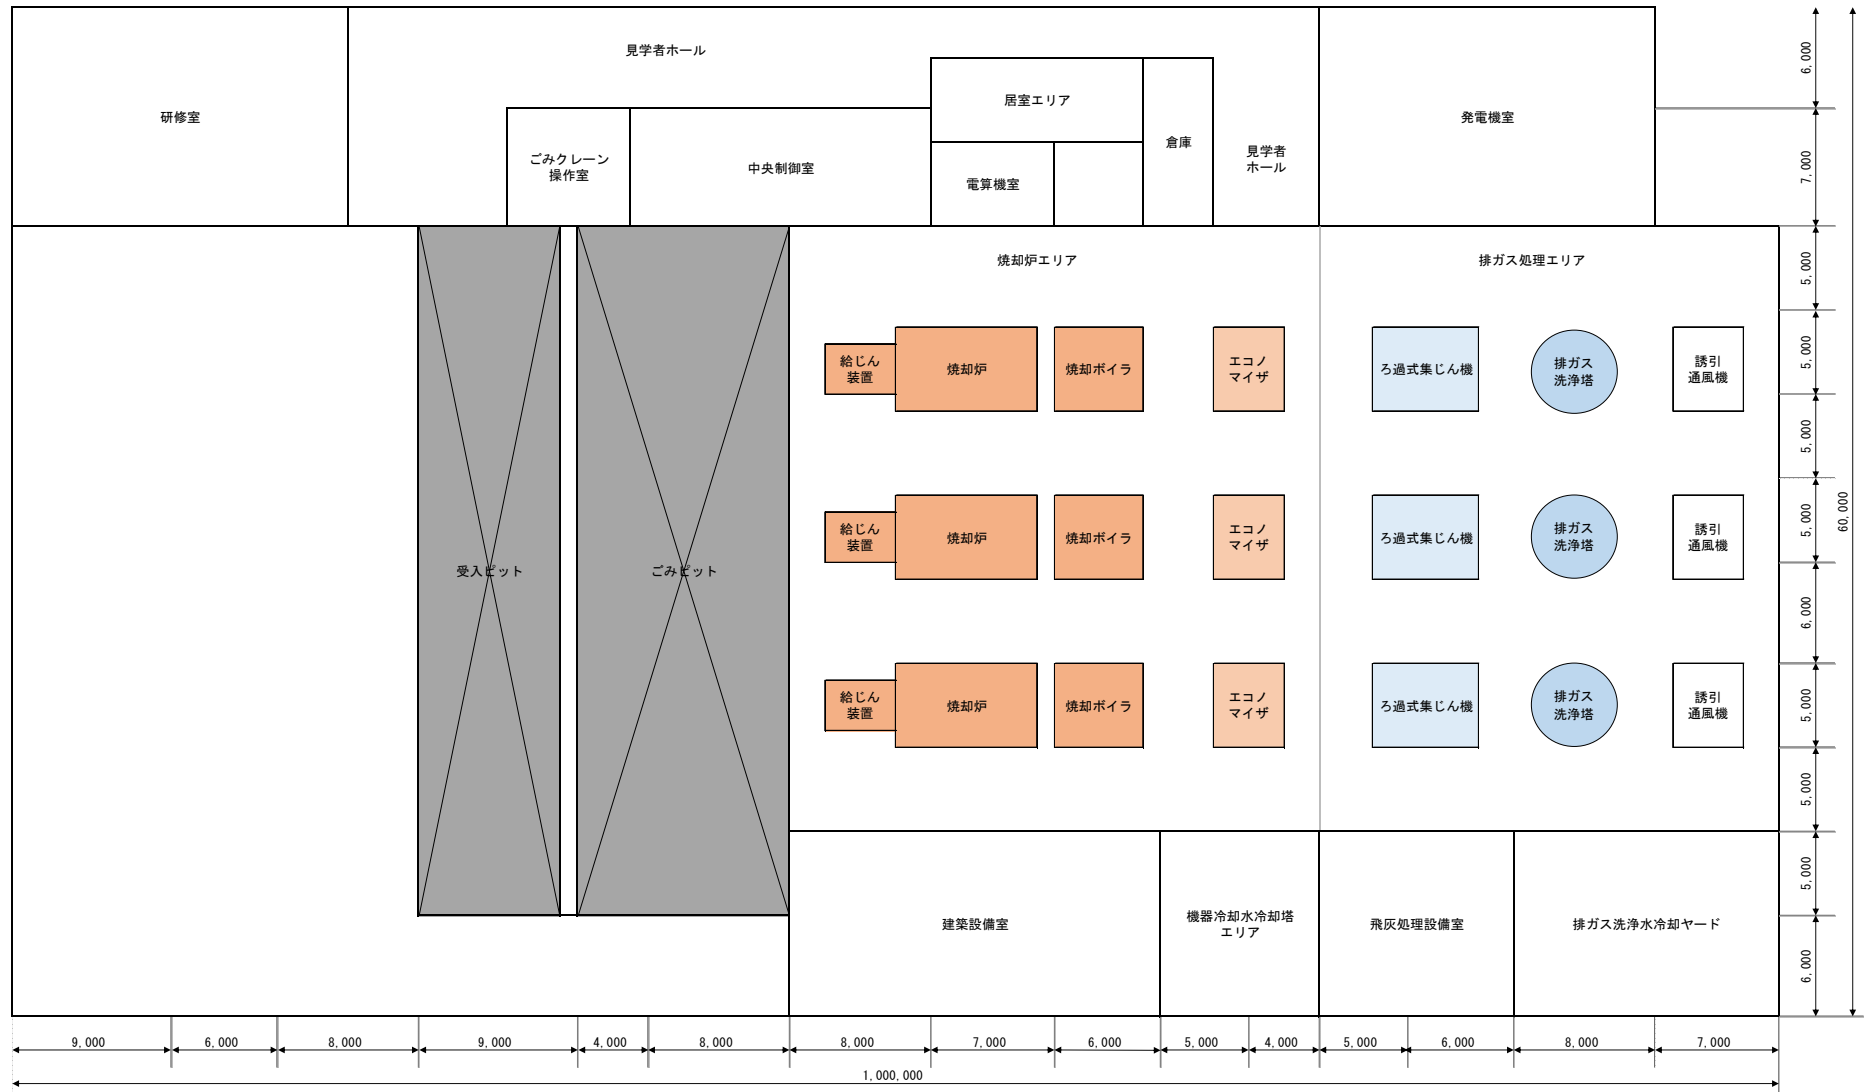 見学者ホール
研修室
ごみクレーン
操作室
中央制御室
居室エリア
電算機室
倉庫
見学者
ホール
発電機室
焼却炉エリア
排ガス処理エリア
受入ピット
ごみピット
給じん
装置
焼却炉
焼却ボイラ
エコノ
マイザ
ろ過式集じん機
排ガス
洗浄塔
誘引
通風機
給じん
装置
焼却炉
焼却ボイラ
エコノ
マイザ
ろ過式集じん機
排ガス
洗浄塔
誘引
通風機
給じん
装置
焼却炉
焼却ボイラ
エコノ
マイザ
ろ過式集じん機
排ガス
洗浄塔
誘引
通風機
建築設備室
機器冷却水冷却塔
エリア
飛灰処理設備室
排ガス洗浄水冷却ヤード
6,000
7,000
5,000
5,000
5,000
5,000
6,000
5,000
5,000
5,000
6,000
60,000
9,000
6,000
8,000
9,000
4,000
8,000
8,000
7,000
6,000
5,000
4,000
5,000
6,000
8,000
7,000
1,000,000